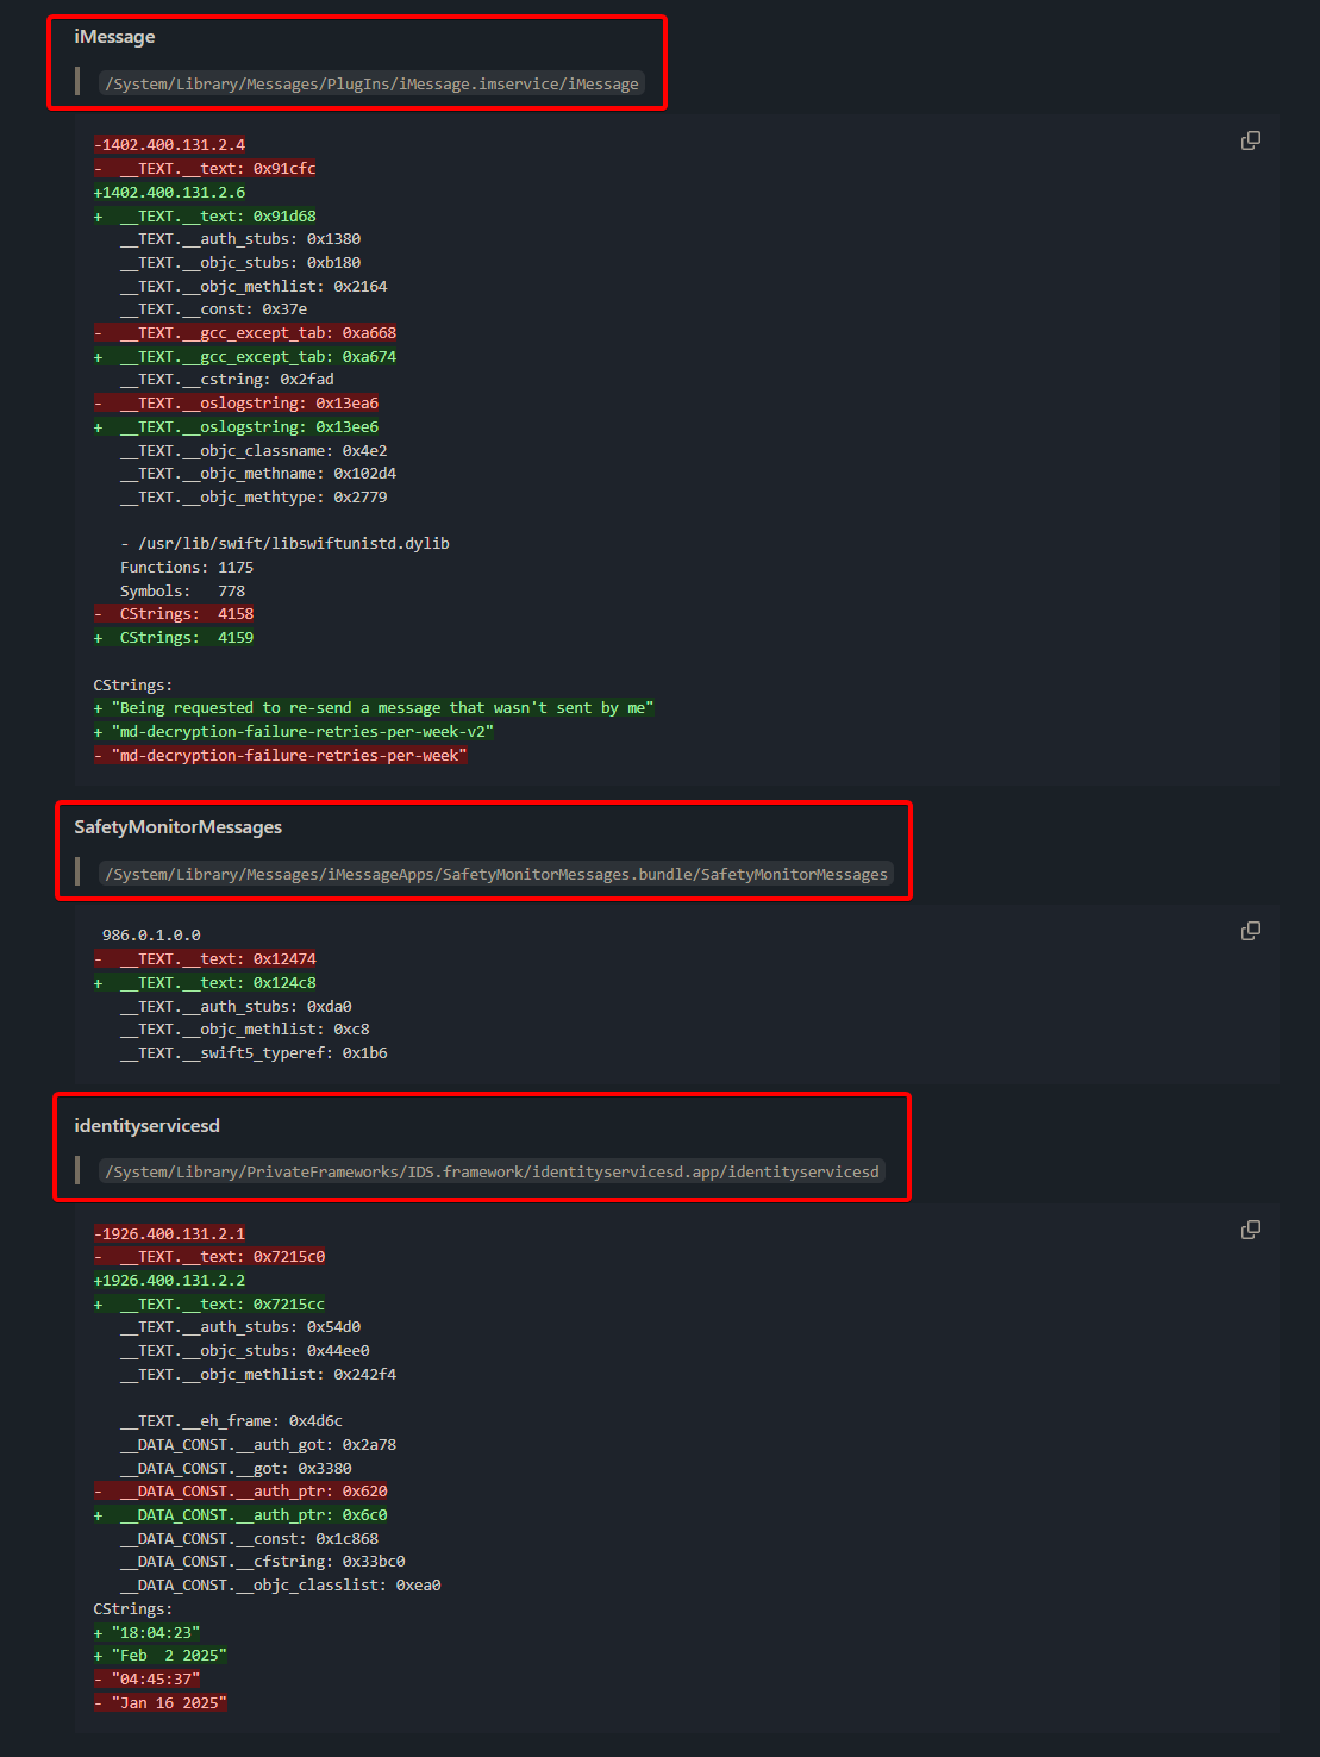 iMessage
/System/Library/Messages/PlugIns/iMessage.imservice/iMessage
-1402.400.131.2.4
-  __TEXT.__text: 0x91cfc
+1402.400.131.2.6
+  __TEXT.__text: 0x91d68
   __TEXT.__auth_stubs: 0x1380
   __TEXT.__objc_stubs: 0xb180
   __TEXT.__objc_methlist: 0x2164
   __TEXT.__const: 0x37e
-  __TEXT.__gcc_except_tab: 0xa668
+  __TEXT.__gcc_except_tab: 0xa674
   __TEXT.__cstring: 0x2fad
-  __TEXT.__oslogstring: 0x13ea6
+  __TEXT.__oslogstring: 0x13ee6
   __TEXT.__objc_classname: 0x4e2
   __TEXT.__objc_methname: 0x102d4
   __TEXT.__objc_methtype: 0x2779
   - /usr/lib/swift/libswiftunistd.dylib
   Functions: 1175
   Symbols:   778
-  CStrings:  4158
+  CStrings:  4159
CStrings:
+ "Being requested to re-send a message that wasn't sent by me"
+ "md-decryption-failure-retries-per-week-v2"
- "md-decryption-failure-retries-per-week"
SafetyMonitorMessages
/System/Library/Messages/iMessageApps/SafetyMonitorMessages.bundle/SafetyMonitorMessages
 986.0.1.0.0
-  __TEXT.__text: 0x12474
+  __TEXT.__text: 0x124c8
   __TEXT.__auth_stubs: 0xda0
   __TEXT.__objc_methlist: 0xc8
   __TEXT.__swift5_typeref: 0x1b6
identityservicesd
/System/Library/PrivateFrameworks/IDS.framework/identityservicesd.app/identityservicesd
-1926.400.131.2.1
-  __TEXT.__text: 0x7215c0
+1926.400.131.2.2
+  __TEXT.__text: 0x7215cc
   __TEXT.__auth_stubs: 0x54d0
   __TEXT.__objc_stubs: 0x44ee0
   __TEXT.__objc_methlist: 0x242f4
   __TEXT.__eh_frame: 0x4d6c
   __DATA_CONST.__auth_got: 0x2a78
   __DATA_CONST.__got: 0x3380
-  __DATA_CONST.__auth_ptr: 0x620
+  __DATA_CONST.__auth_ptr: 0x6c0
   __DATA_CONST.__const: 0x1c868
   __DATA_CONST.__cfstring: 0x33bc0
   __DATA_CONST.__objc_classlist: 0xea0
CStrings:
+ "18:04:23"
+ "Feb  2 2025"
- "04:45:37"
- "Jan 16 2025"